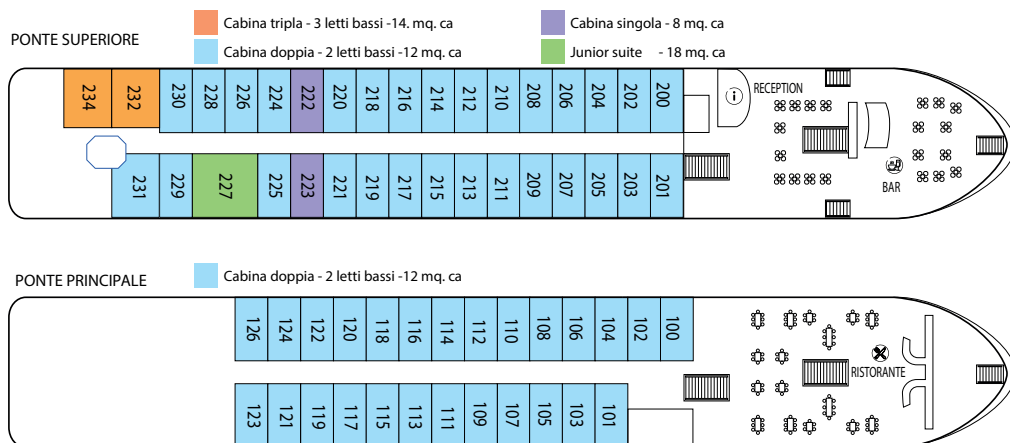 Cabina tripla - 3 letti bassi -14. mq. ca
Cabina singola - 8 mq. ca
PONTE SUPERIORE
Cabina doppia - 2 letti bassi -12 mq. ca
Junior suite - 18 mq. ca
234 232 230 228 226 224 222 220 218 216 214 212 210 208 206 204 202 200
i RECEPTION
231 229 227 225 223 221 219 217 215 211 209 207 205 203 201
BAR
PONTE PRINCIPALE
Cabina doppia - 2 letti bassi -12 mq. ca
126 124 122 120 118 116 114 112 110 108 106 104 102 100
RISTORANTE
123 121 119 117 115 111 109 107 105 103 101